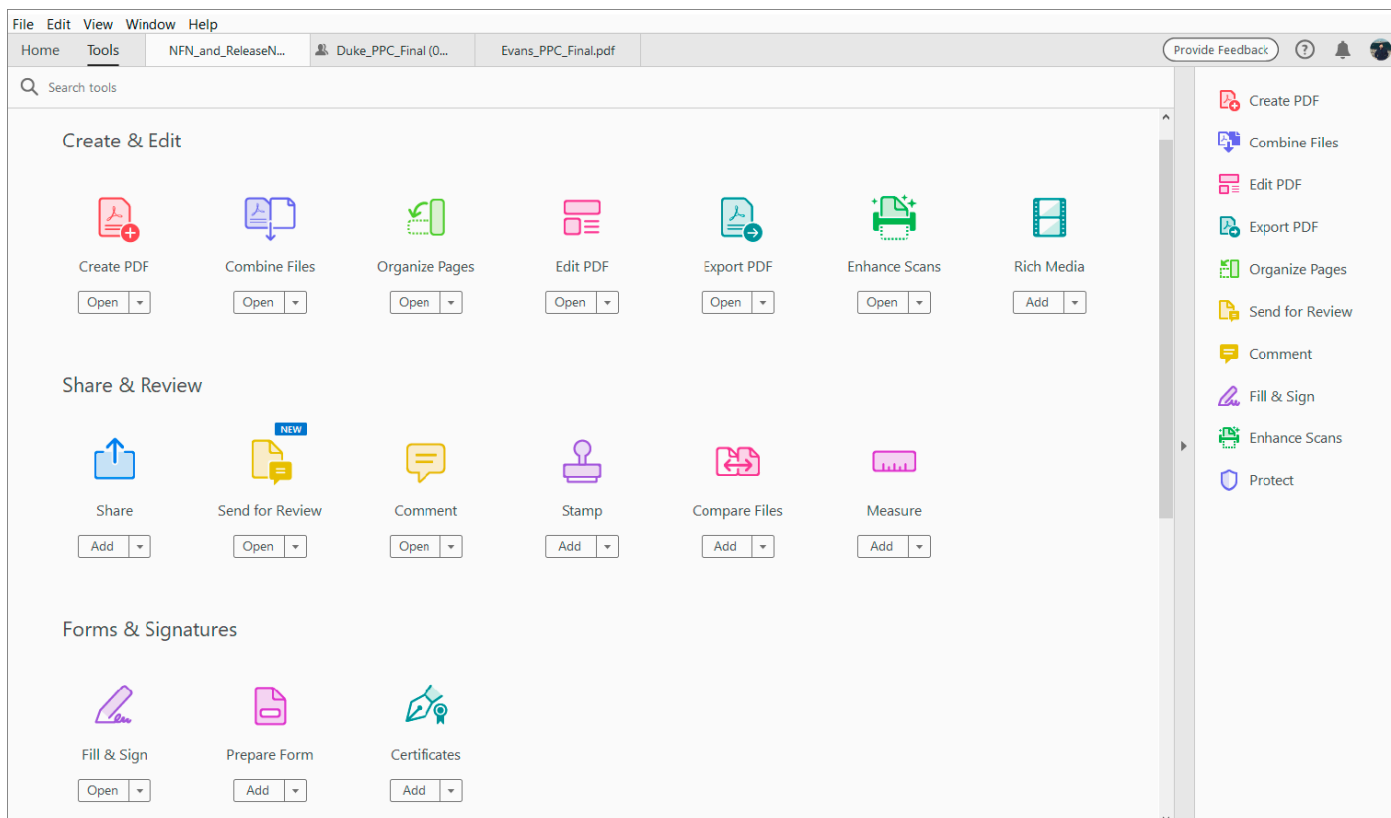 File Edit View Window Help
Home Tools NFN_and_ReleaseN... Duke_PPC_Final (0... Evans_PPC_Final.pdf Provide Feedback ?
Search tools
Create & Edit
Create PDF Combine Files Organize Pages Edit PDF Export PDF Enhance Scans Rich Media
Open Open Open Open Open Open Add
Share & Review
NEW
Share Send for Review Comment Stamp Compare Files Measure
Add Open Open Add Add Add
Forms & Signatures
Fill & Sign Prepare Form Certificates
Open Add Add
Create PDF
Combine Files
Edit PDF
Export PDF
Organize Pages
Send for Review
Comment
Fill & Sign
Enhance Scans
Protect